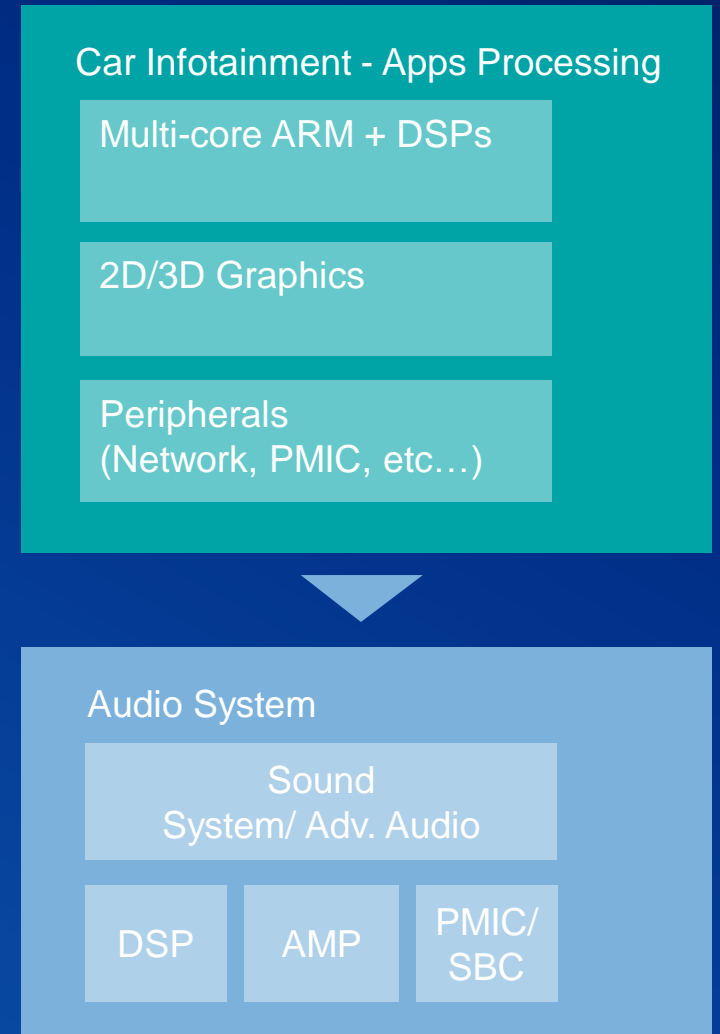 Car Infotainment - Apps Processing
Multi-core ARM + DSPs
2D/3D Graphics
Peripherals
(Network, PMIC, etc…)
Audio System
Sound
System/ Adv. Audio
DSP
AMP
PMIC/
SBC